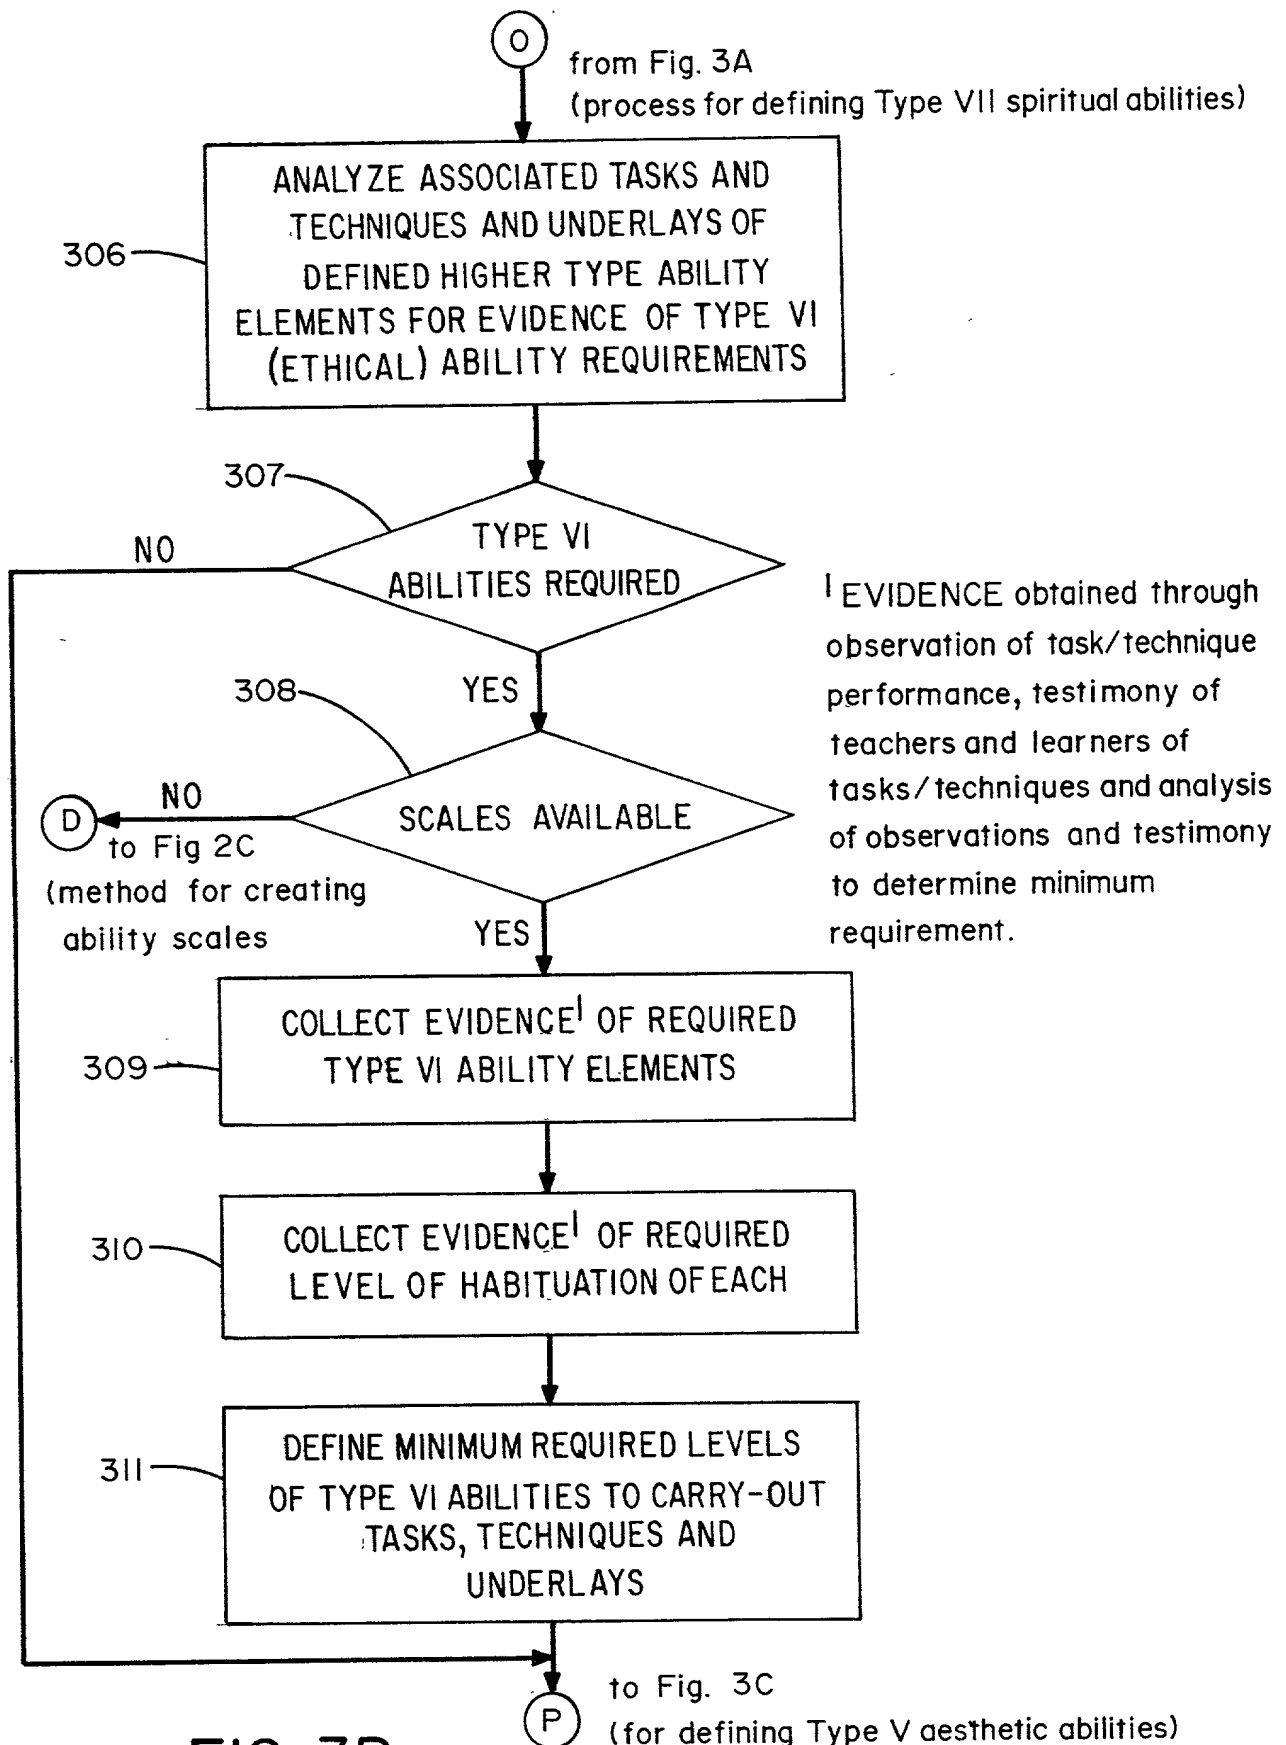 O
from Fig. 3A
(process for defining Type VII spiritual abilities)
306
ANALYZE ASSOCIATED TASKS AND
TECHNIQUES AND UNDERLAYS OF
DEFINED HIGHER TYPE ABILITY
ELEMENTS FOR EVIDENCE OF TYPE VI
(ETHICAL) ABILITY REQUIREMENTS
307
NO
TYPE VI
ABILITIES REQUIRED
YES
308
NO
D
to Fig 2C
(method for creating
ability scales
SCALES AVAILABLE
YES
1 EVIDENCE obtained through
observation of task/technique
performance, testimony of
teachers and learners of
tasks/techniques and analysis
of observations and testimony
to determine minimum
requirement.
309
COLLECT EVIDENCE1 OF REQUIRED
TYPE VI ABILITY ELEMENTS
310
COLLECT EVIDENCE1 OF REQUIRED
LEVEL OF HABITUATION OF EACH
311
DEFINE MINIMUM REQUIRED LEVELS
OF TYPE VI ABILITIES TO CARRY-OUT
TASKS, TECHNIQUES AND
UNDERLAYS
P
to Fig. 3C
(for defining Type V aesthetic abilities)